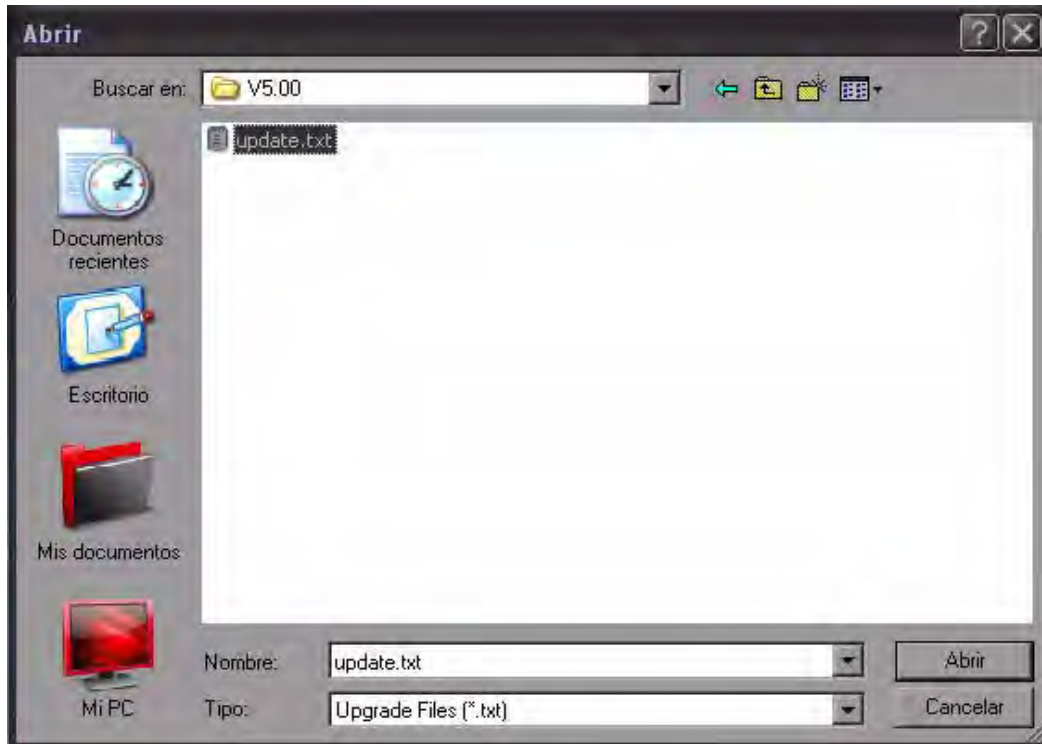 Abrir
Buscar en: V5.00
update.txt
Documentos
recientes
Escritorio
Mis documentos
Mi PC
Nombre: update.txt Abrir
Tipo: Upgrade Files (*.txt) Cancelar